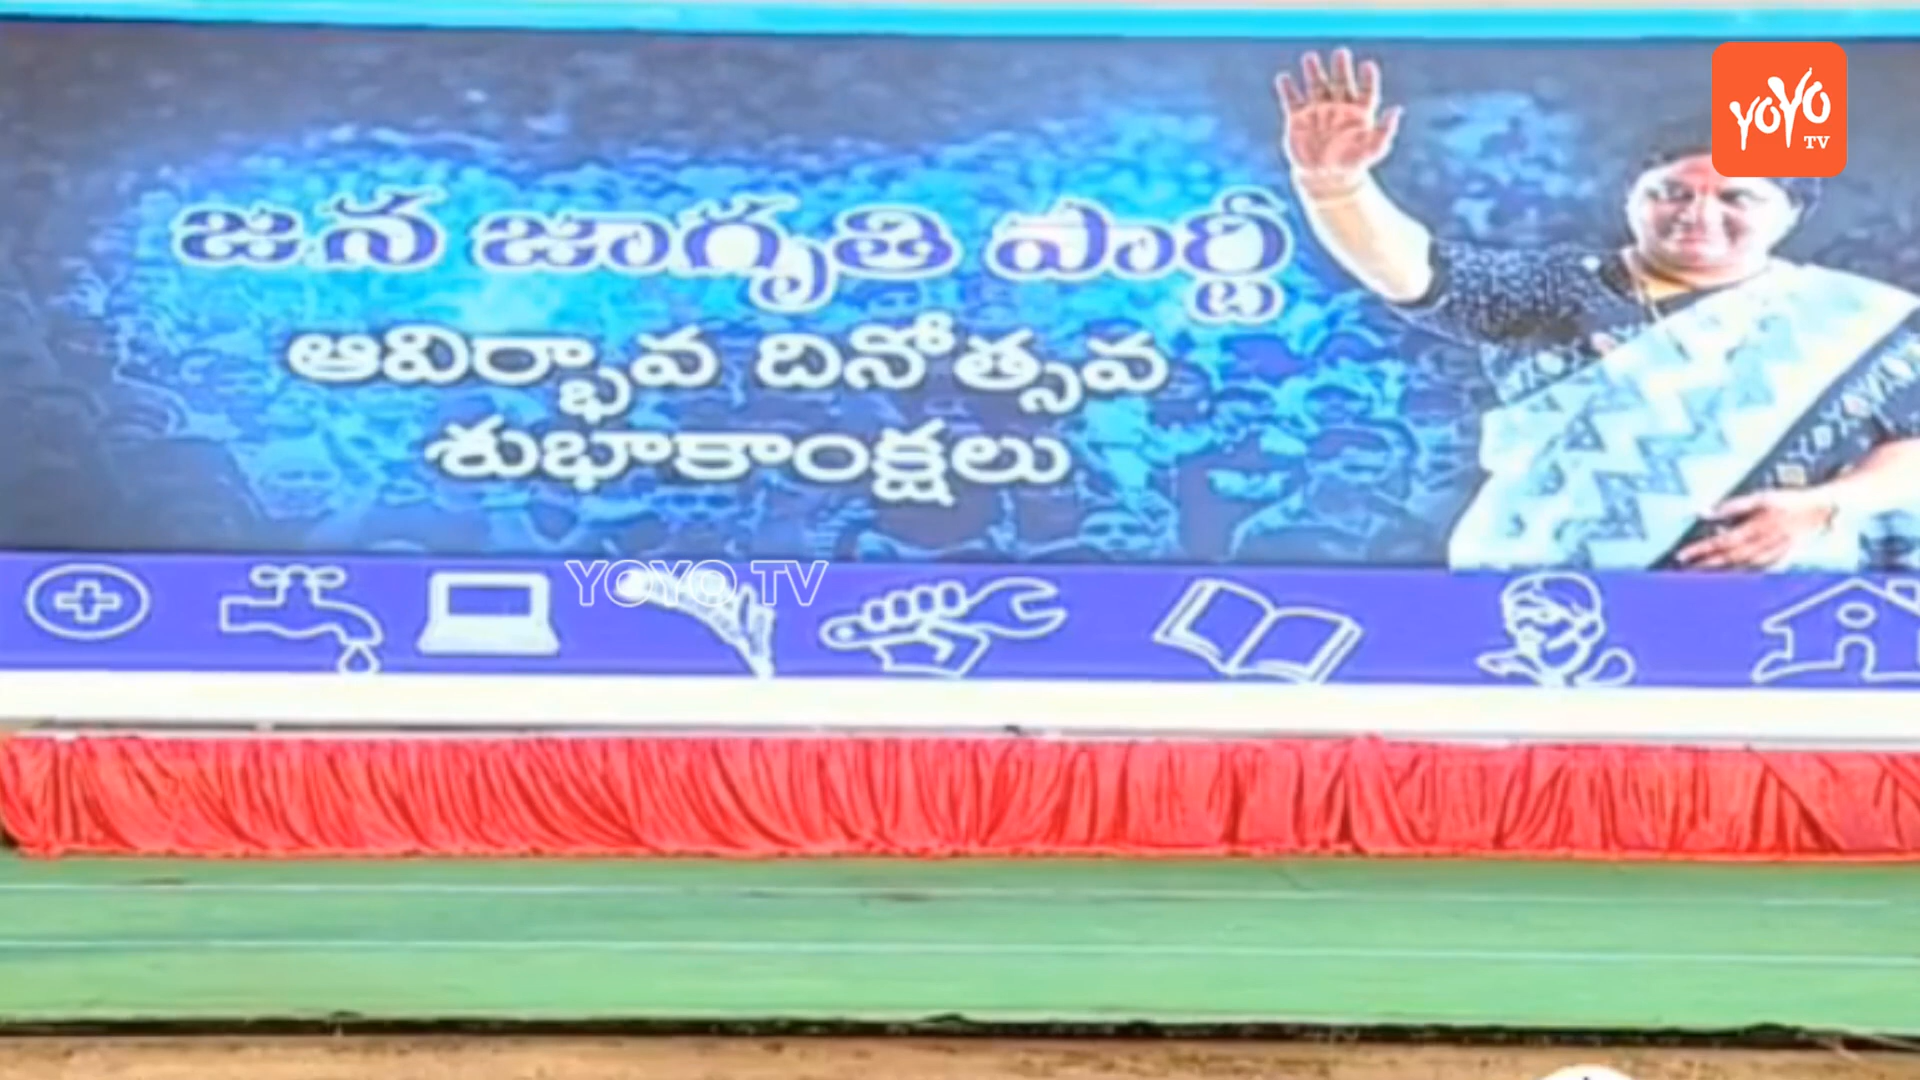 YOYO
TV
జన జాగృతి పార్టీ
ఆవిర్భావ దినోత్సవ
శుభాకాంక్షలు
YOYO TV